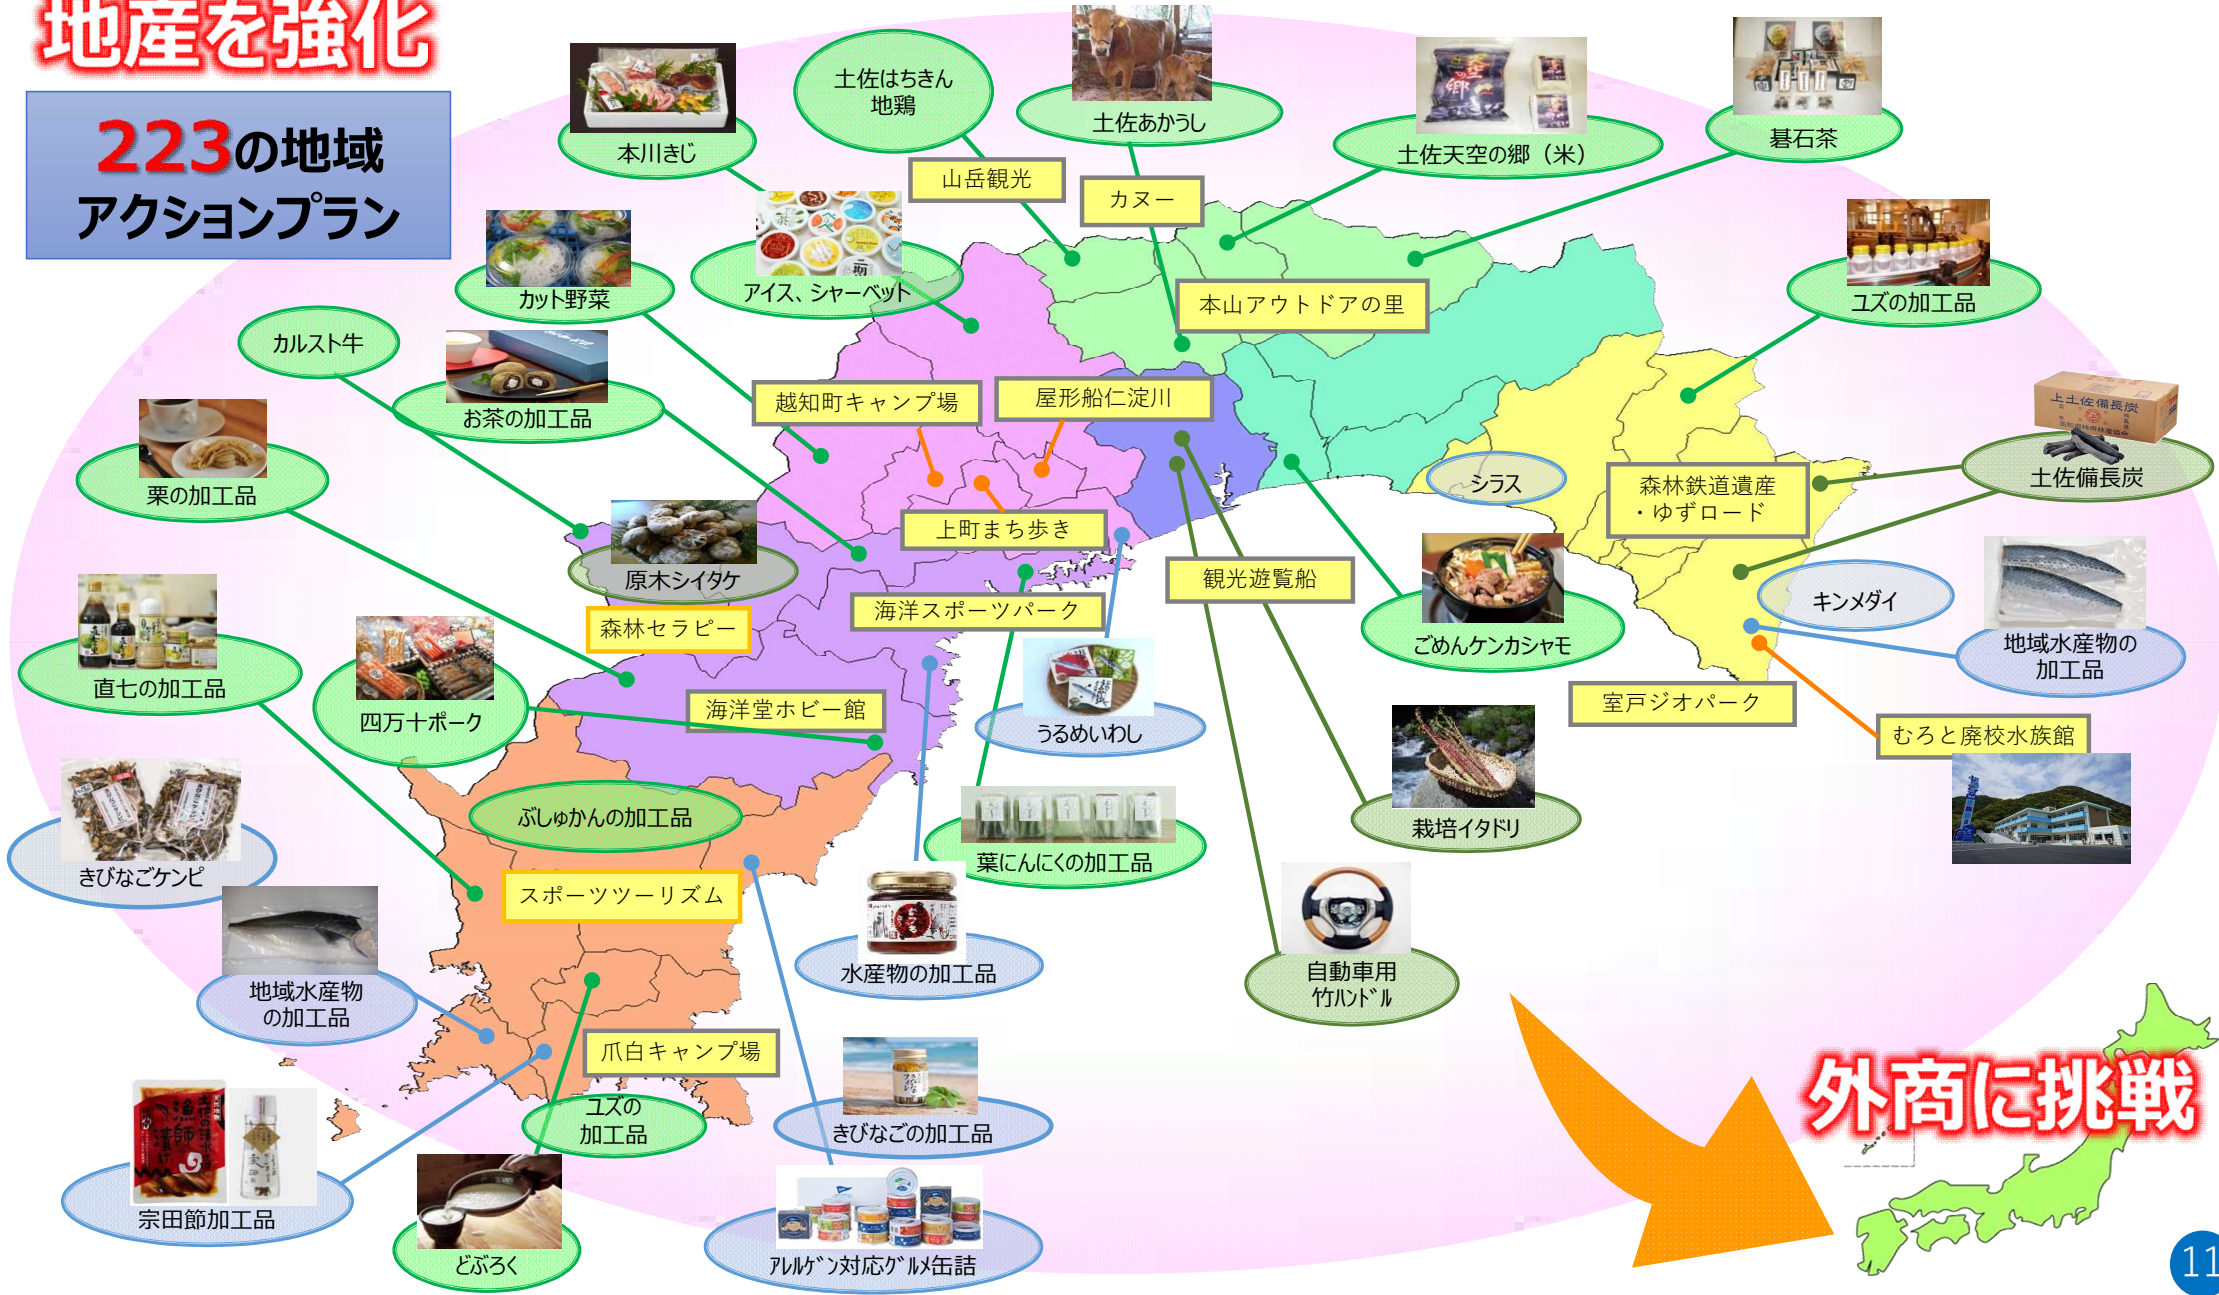 地産を強化
223の地域
アクションプラン
本川きじ
土佐はちきん
地鶏
土佐あかうし
土佐天空の郷（米）
碁石茶
山岳観光
カヌー
カット野菜
アイス、シャーベット
本山アウトドアの里
ユズの加工品
カルスト牛
お茶の加工品
越知町キャンプ場
屋形船仁淀川
上土佐備長炭
栗の加工品
シラス
森林鉄道遺産
・ゆずロード
土佐備長炭
上町まち歩き
原木シイタケ
観光遊覧船
キンメダイ
海洋スポーツパーク
森林セラピー
ごめんケンカシャモ
地域水産物の
加工品
直七の加工品
四万十ポーク
海洋堂ホビー館
うるめいわし
室戸ジオパーク
むろと廃校水族館
ぶしゅかんの加工品
栽培イタドリ
きびなごケンピ
葉にんにくの加工品
スポーツツーリズム
水産物の加工品
自動車用
竹ハンドル
地域水産物
の加工品
爪白キャンプ場
ユズの
加工品
きびなごの加工品
外商に挑戦
宗田節加工品
どぶろく
アレルゲン対応グルメ缶詰
11